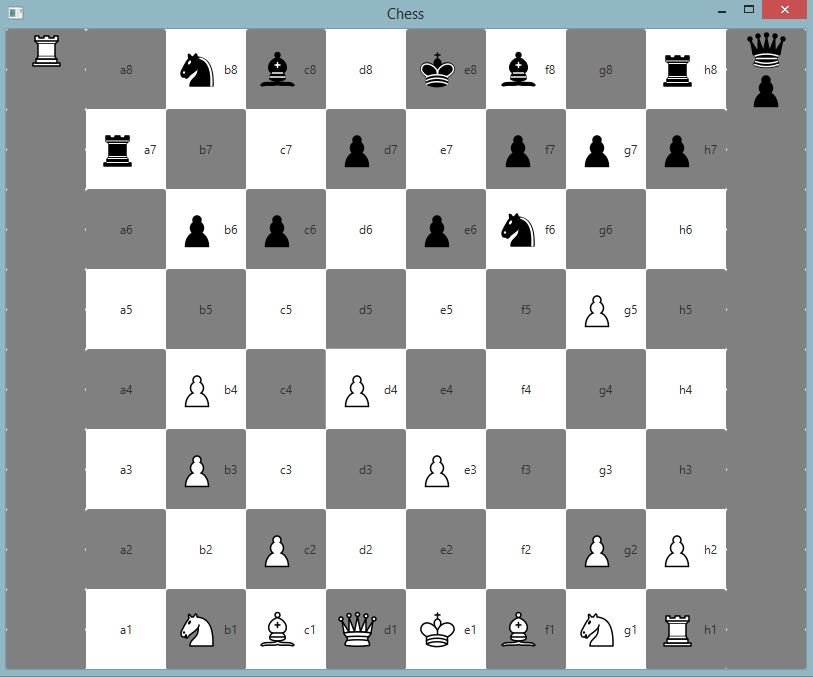 Chess
a8 b8 c8 d8 e8 f8 g8 h8
a7 b7 c7 d7 e7 f7 g7 h7
a6 b6 c6 d6 e6 f6 g6 h6
a5 b5 c5 d5 e5 f5 g5 h5
a4 b4 c4 d4 e4 f4 g4 h4
a3 b3 c3 d3 e3 f3 g3 h3
a2 b2 c2 d2 e2 f2 g2 h2
a1 b1 c1 d1 e1 f1 g1 h1